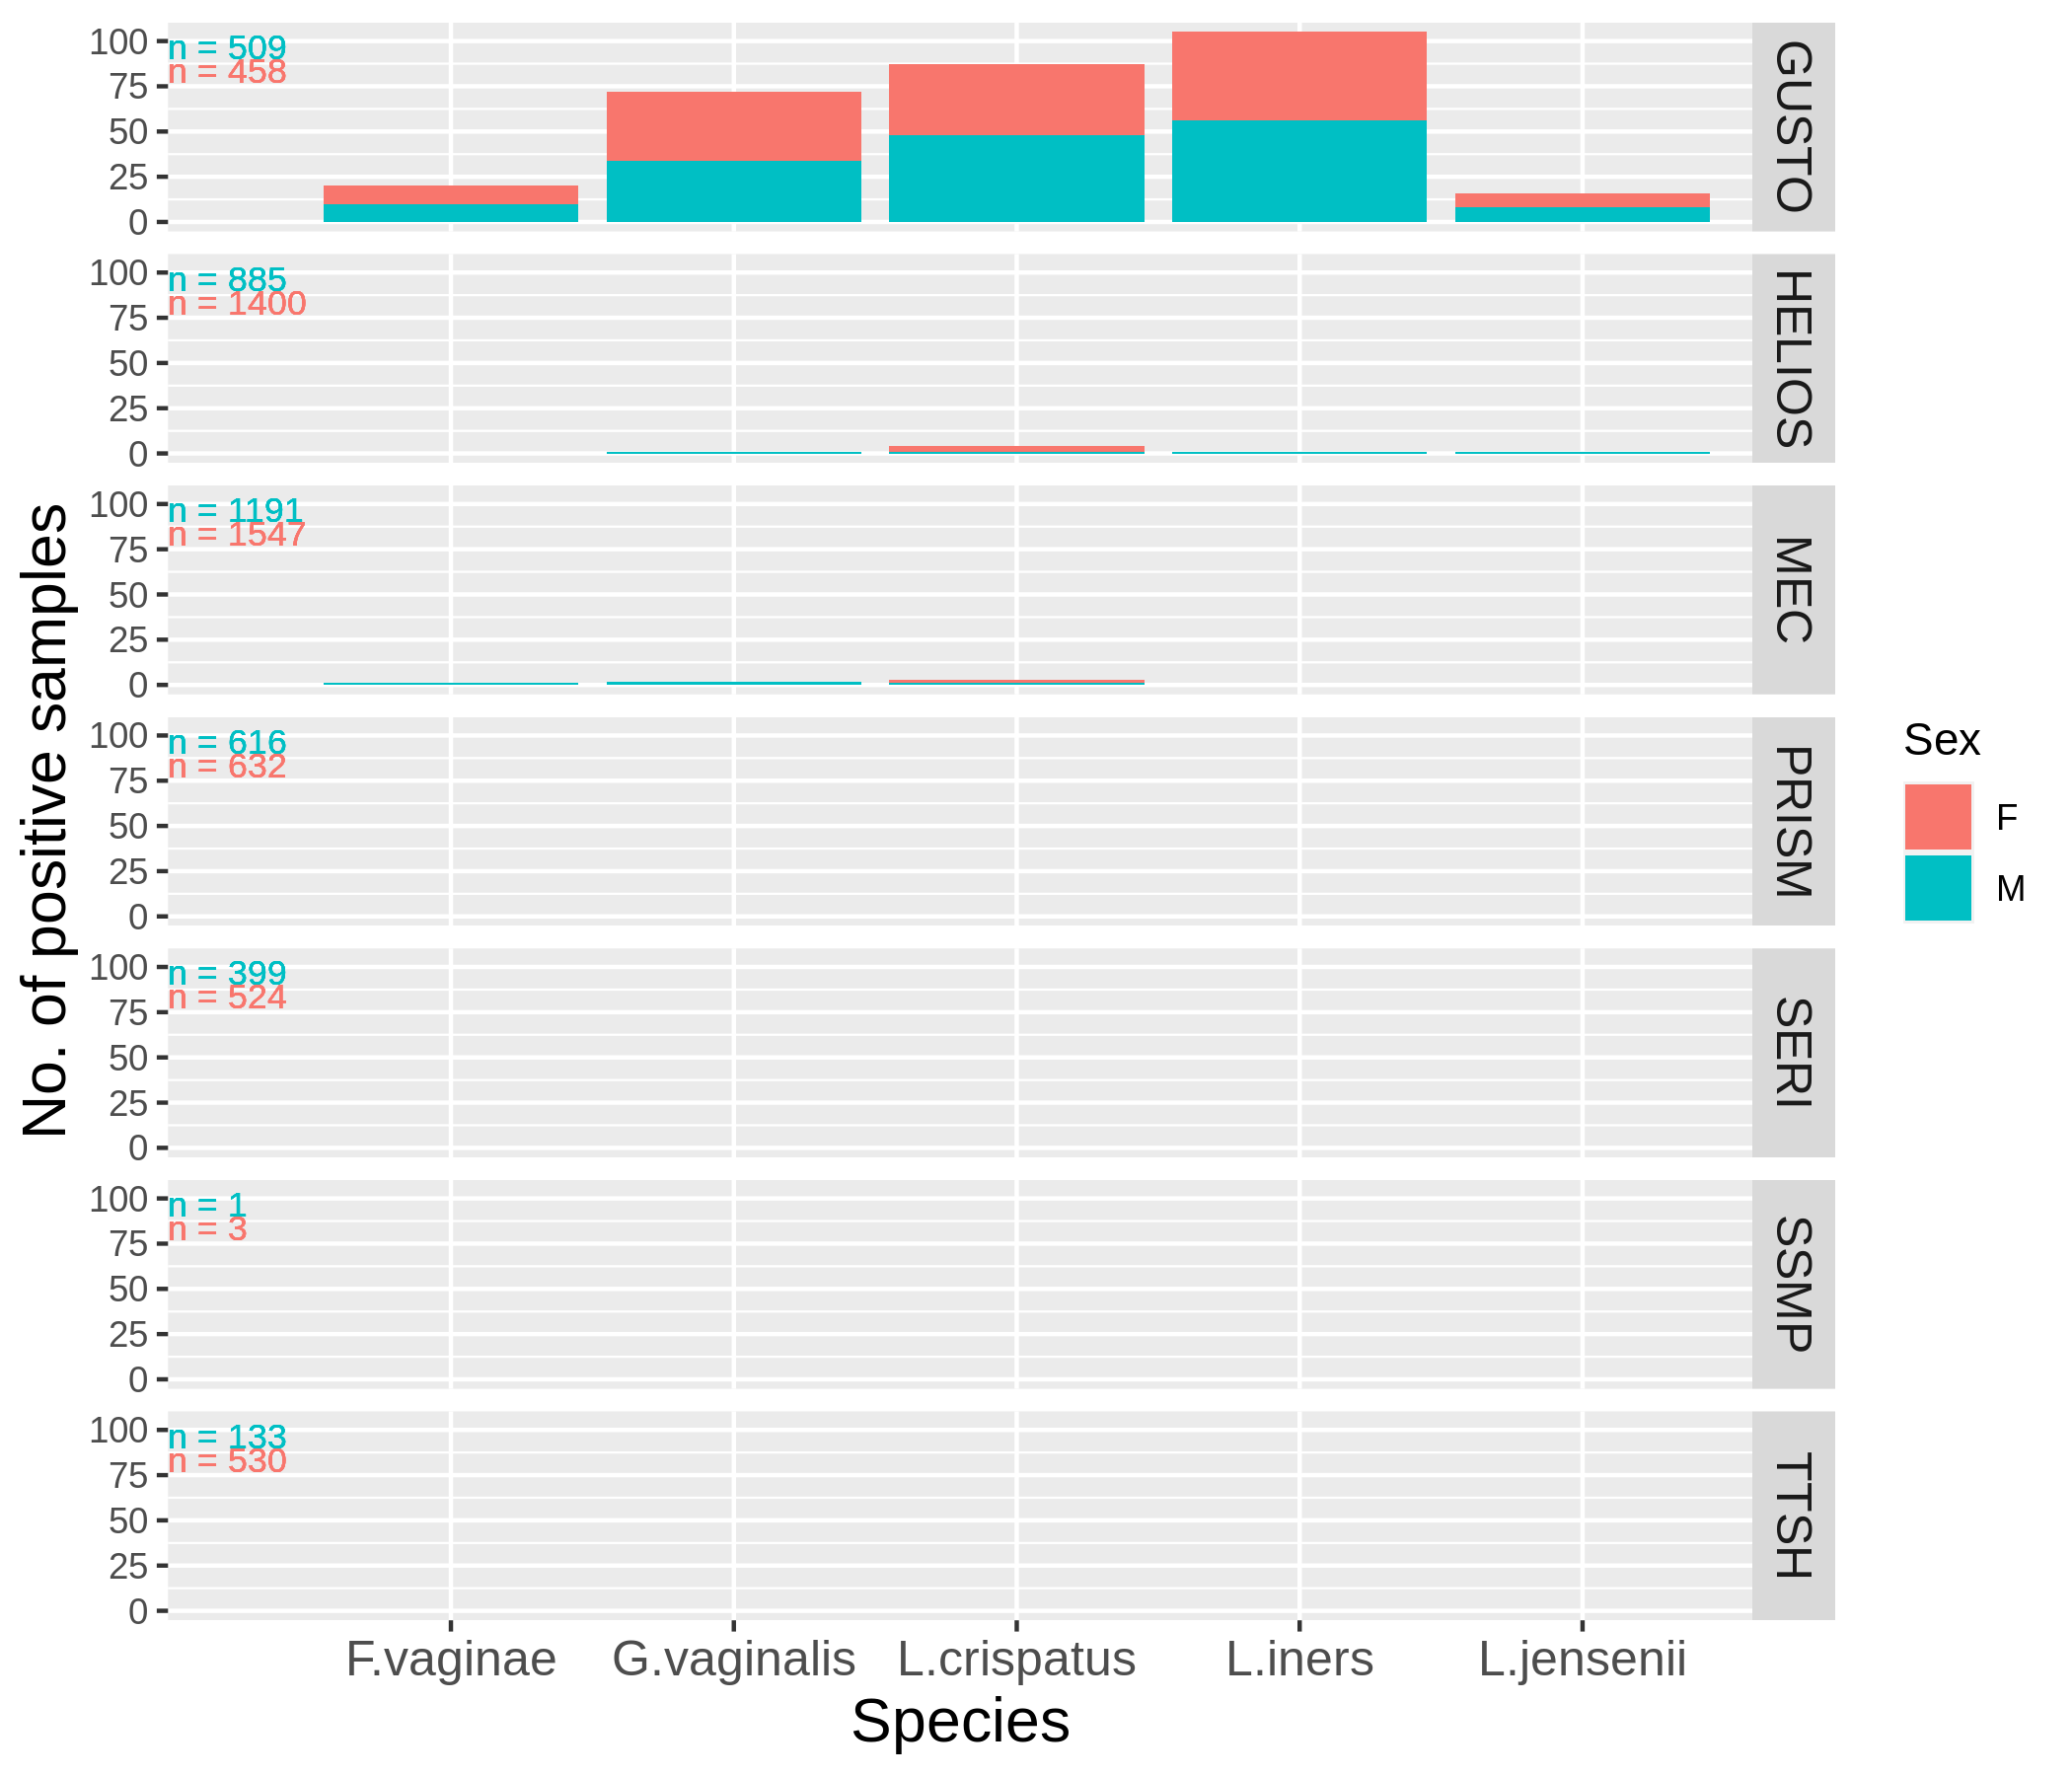 No. of positive samples
100
75
50
25
0
n = 509
n = 458
GUSTO
100
75
50
25
0
n = 885
n = 1400
HELIOS
100
75
50
25
0
n = 1191
n = 1547
MEC
100
75
50
25
0
n = 616
n = 632
PRISM
100
75
50
25
0
n = 399
n = 524
SERI
100
75
50
25
0
n = 1
n = 3
SSMP
100
75
50
25
0
n = 133
n = 530
TTSH
F.vaginae G.vaginalis L.crispatus L.iners L.jensenii
Species
Sex
F
M